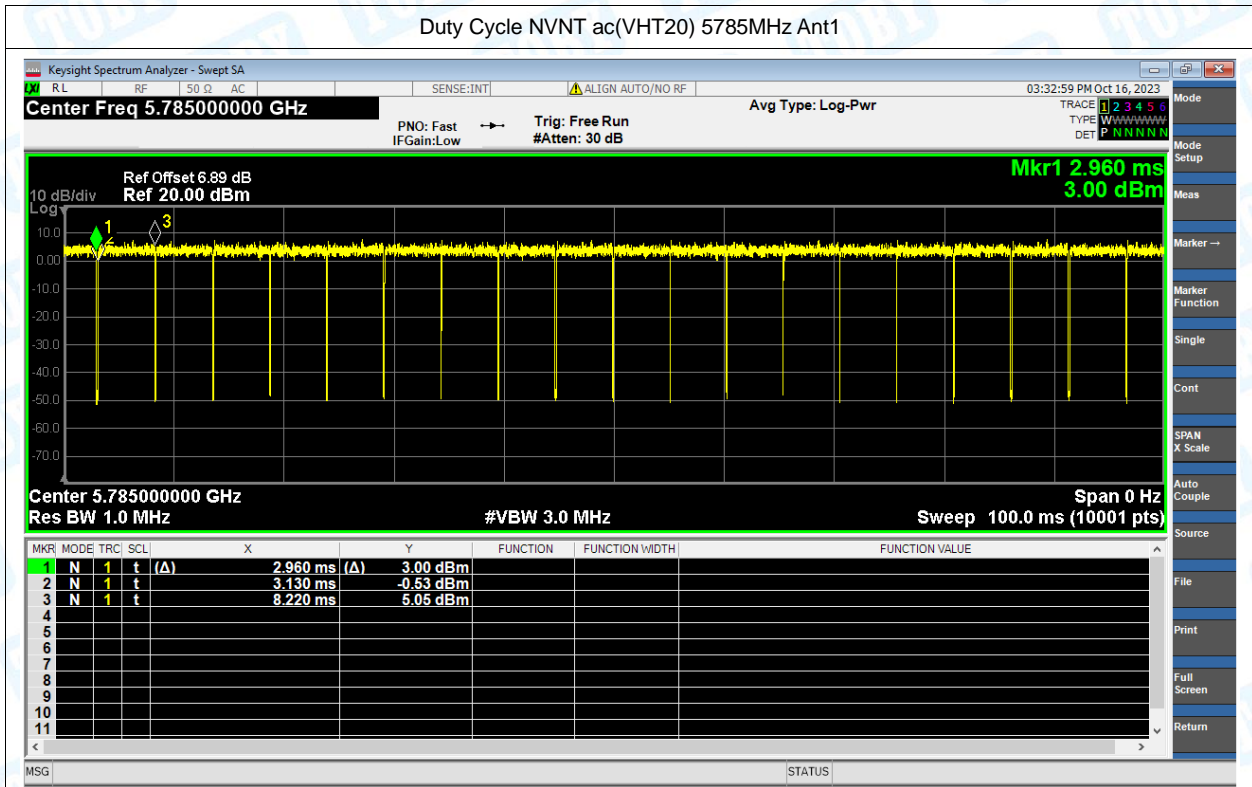 Duty Cycle NVNT ac(VHT20) 5785MHz Ant1
Keysight Spectrum Analyzer - Swept SA
LXI RL RF 50 Ω AC SENSE:INT ALIGN AUTO/NO RF 03:32:59 PM Oct 16, 2023
Center Freq 5.785000000 GHz Avg Type: Log-Pwr TRACE 1 2 3 4 5 6
PNO: Fast Trig: Free Run TYPE WWWWWWW
IFGain:Low #Atten: 30 dB DET P NNNNN
Mkr1 2.960 ms
Ref Offset 6.89 dB
10 dB/div Ref 20.00 dBm 3.00 dBm
Log
1 2 3
10.0
0.00
-10.0
-20.0
-30.0
-40.0
-50.0
-60.0
-70.0
Center 5.785000000 GHz Span 0 Hz
Res BW 1.0 MHz #VBW 3.0 MHz Sweep 100.0 ms (10001 pts)
MKR MODE TRC SCL X Y FUNCTION FUNCTION WIDTH FUNCTION VALUE
1 N 1 t (Δ) 2.960 ms (Δ) 3.00 dBm
2 N 1 t 3.130 ms -0.53 dBm
3 N 1 t 8.220 ms 5.05 dBm
4
5
6
7
8
9
10
11
MSG STATUS
Mode
Mode
Setup
Meas
Marker→
Marker
Function
Single
Cont
SPAN
X Scale
Auto
Couple
Source
File
Print
Full
Screen
Return
TOBY